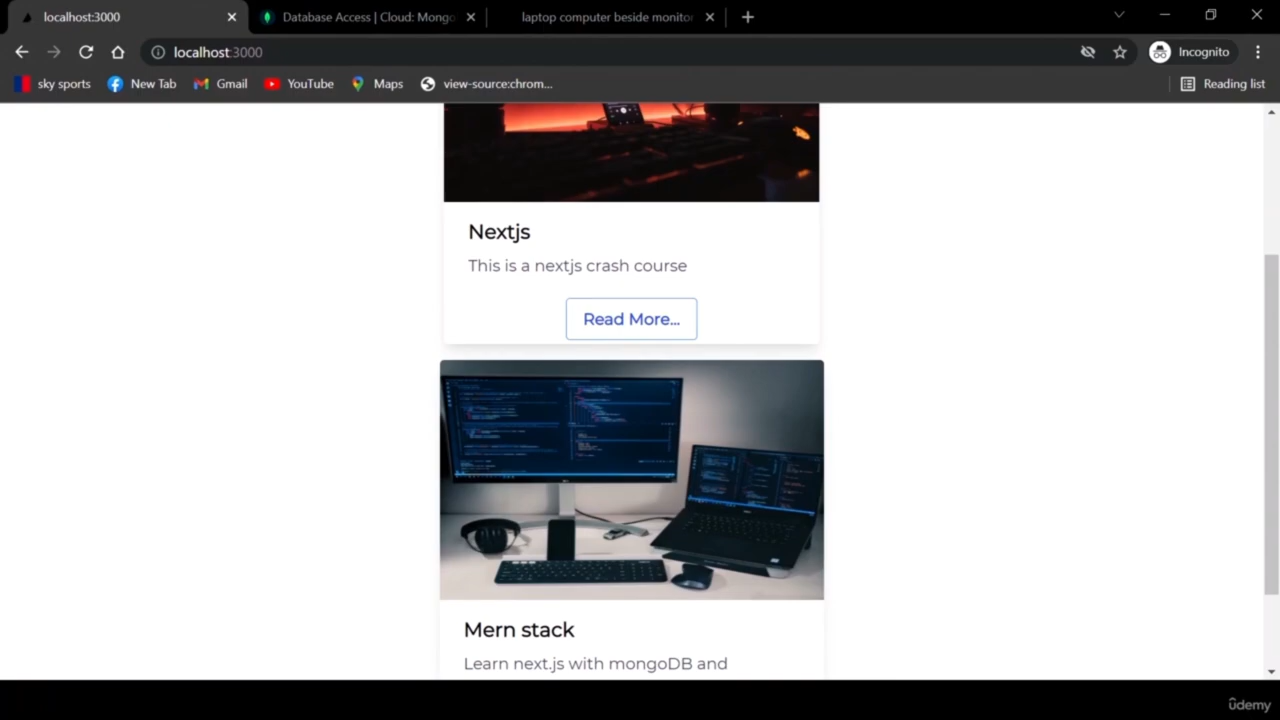 localhost:3000
Database Access | Cloud: Mongo
laptop computer beside monitor
localhost:3000
Incognito
sky sports
New Tab
Gmail
YouTube
Maps
view-source:chrom...
Reading list
Nextjs
This is a nextjs crash course
Read More...
Mern stack
Learn next.js with mongoDB and
ûdemy